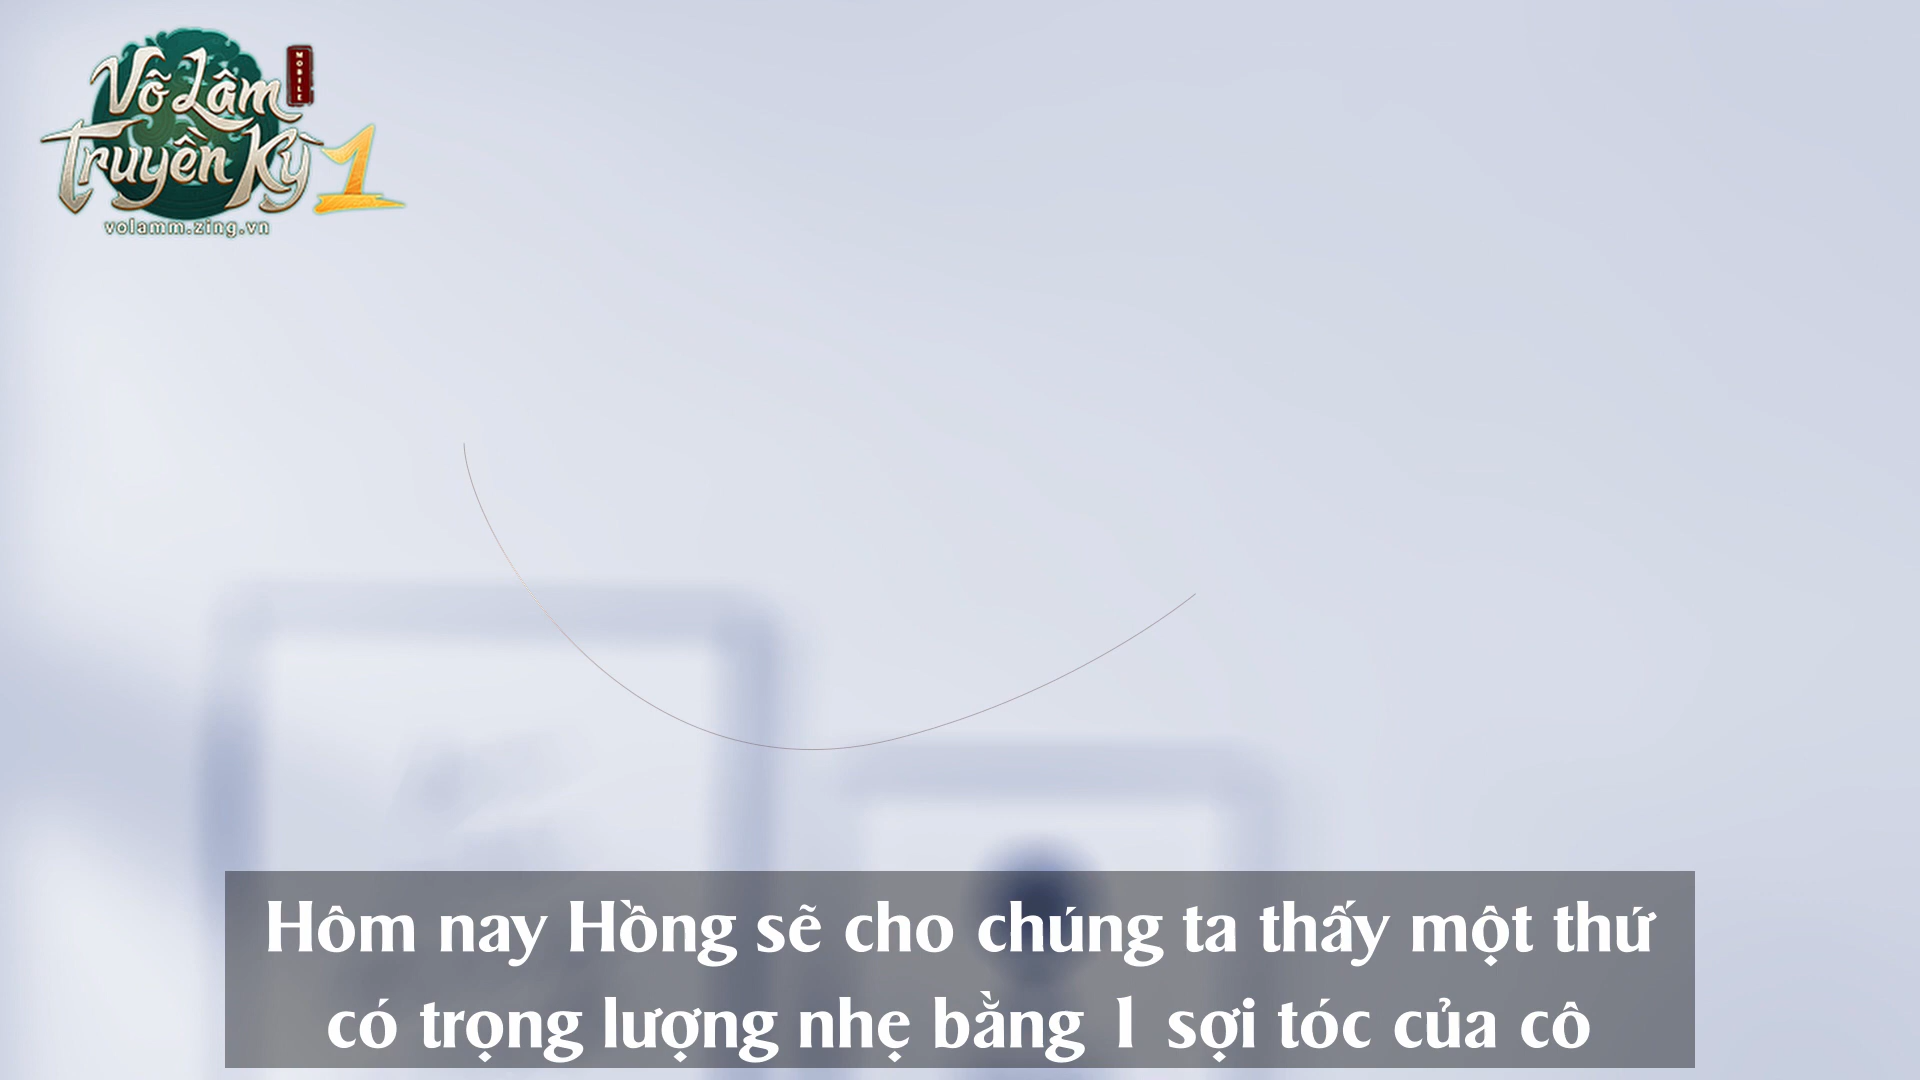 Võ Lâm
MOBILE
Truyền Kỳ 1
volamm.zing.vn
Hôm nay Hồng sẽ cho chúng ta thấy một thứ
có trọng lượng nhẹ bằng 1 sợi tóc của cô